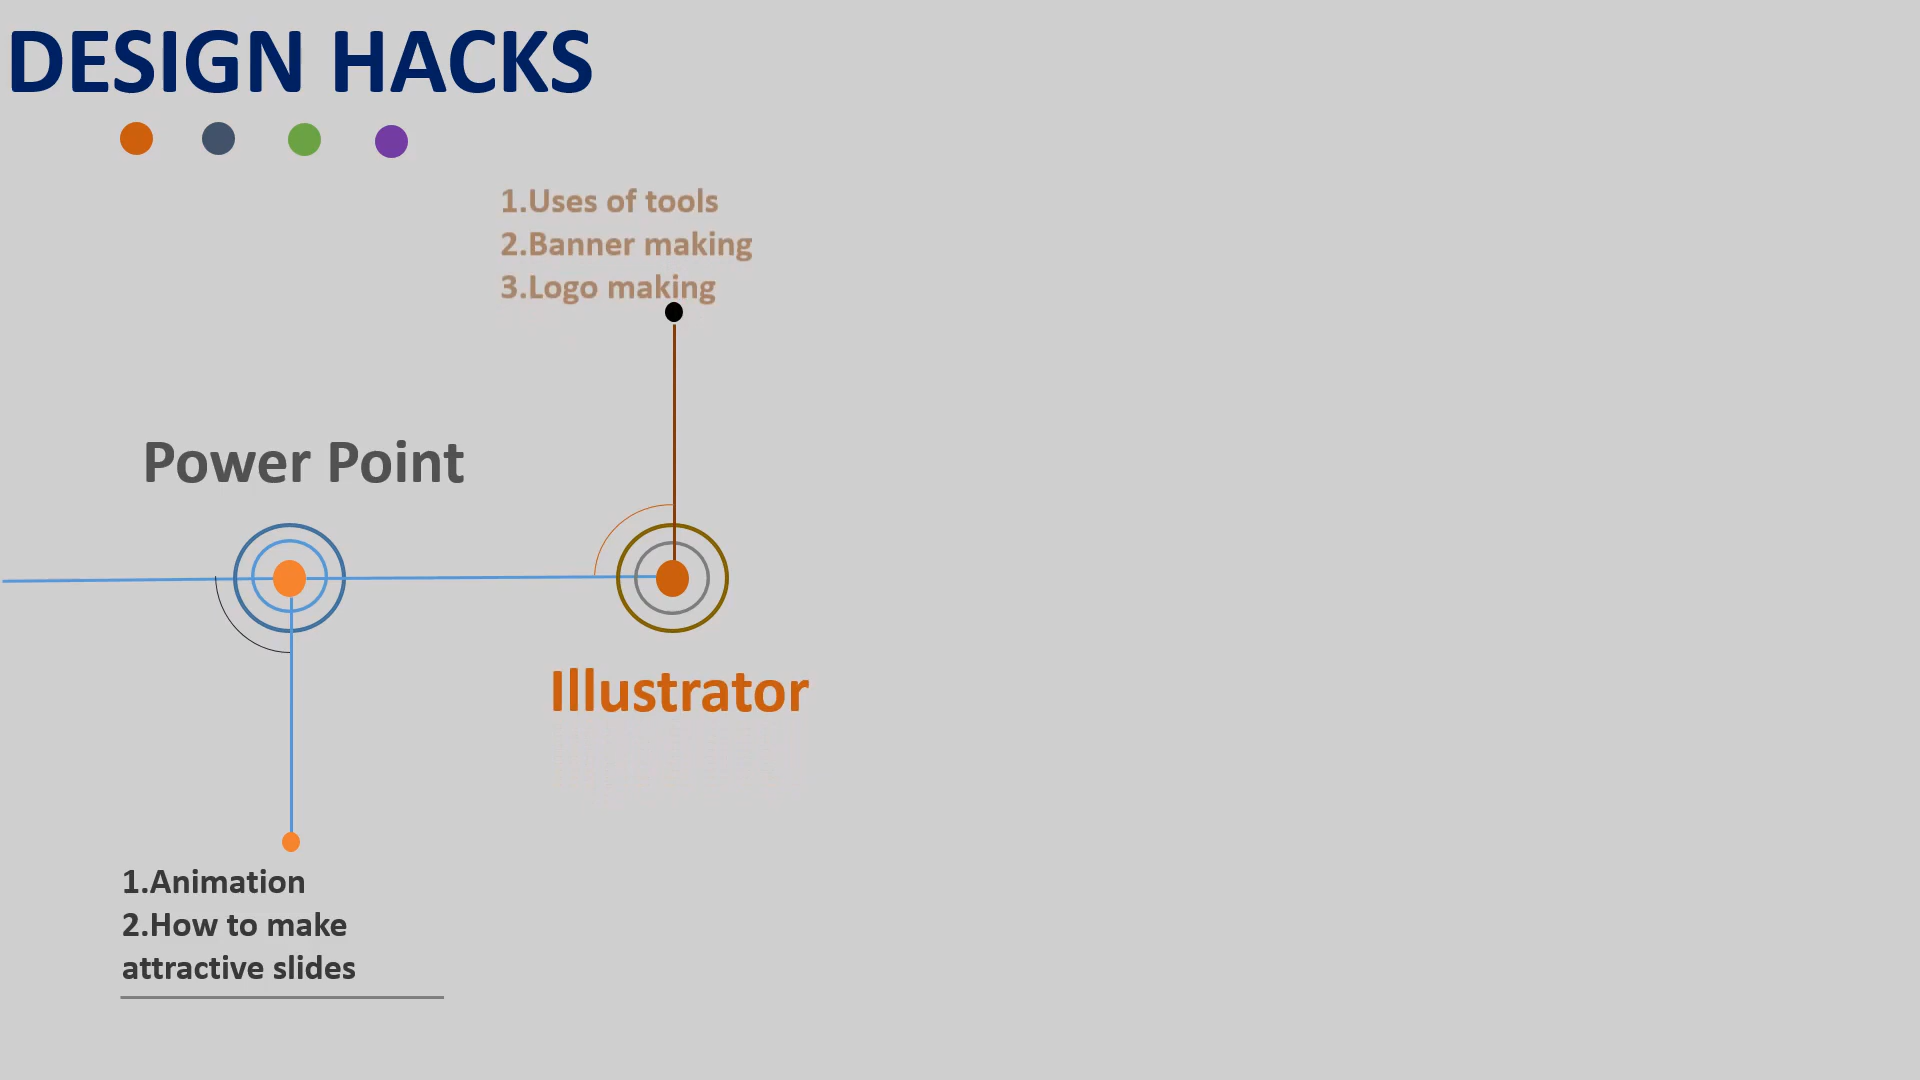 DESIGN HACKS
1.Uses of tools
2.Banner making
3.Logo making
Power Point
Illustrator
1.Animation
2.How to make
attractive slides